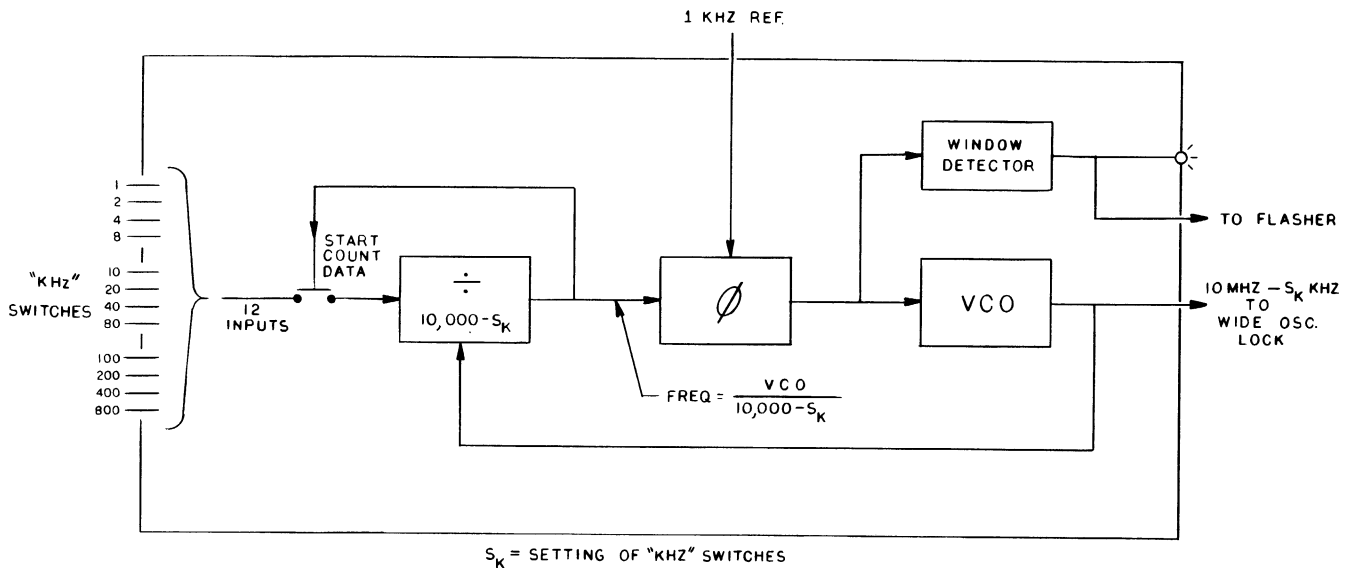 1 KHZ REF.
WINDOW
DETECTOR
TO FLASHER
1
2
4
8
10
20
40
80
100
200
400
800
"KHZ"
SWITCHES
12
INPUTS
START
COUNT
DATA
÷
10,000-S_K
Ø
VCO
10 MHZ – S_K KHZ
TO
WIDE OSC.
LOCK
FREQ = VCO
10,000-S_K
S_K = SETTING OF "KHZ" SWITCHES